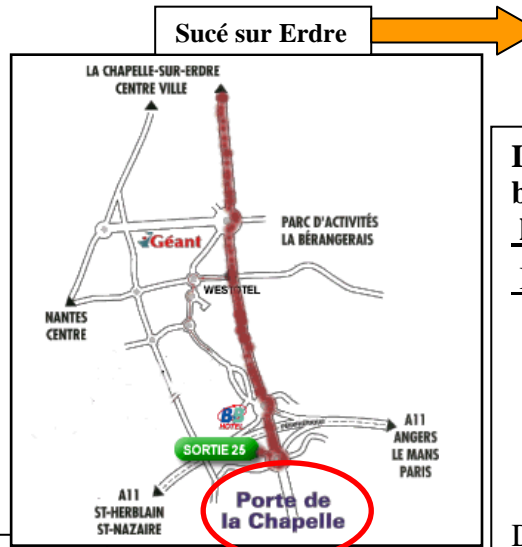 Sucé sur Erdre
LA CHAPELLE-SUR-ERDRE
CENTRE VILLE
PARC D'ACTIVITÉS
LA BÉRANGERAIS
Géant
WESTOTEL
NANTES
CENTRE
B&B
HOTEL
SORTIE 25
A11
ANGERS
LE MANS
PARIS
A11
ST-HERBLAIN
ST-NAZAIRE
Porte de
la Chapelle
b
D